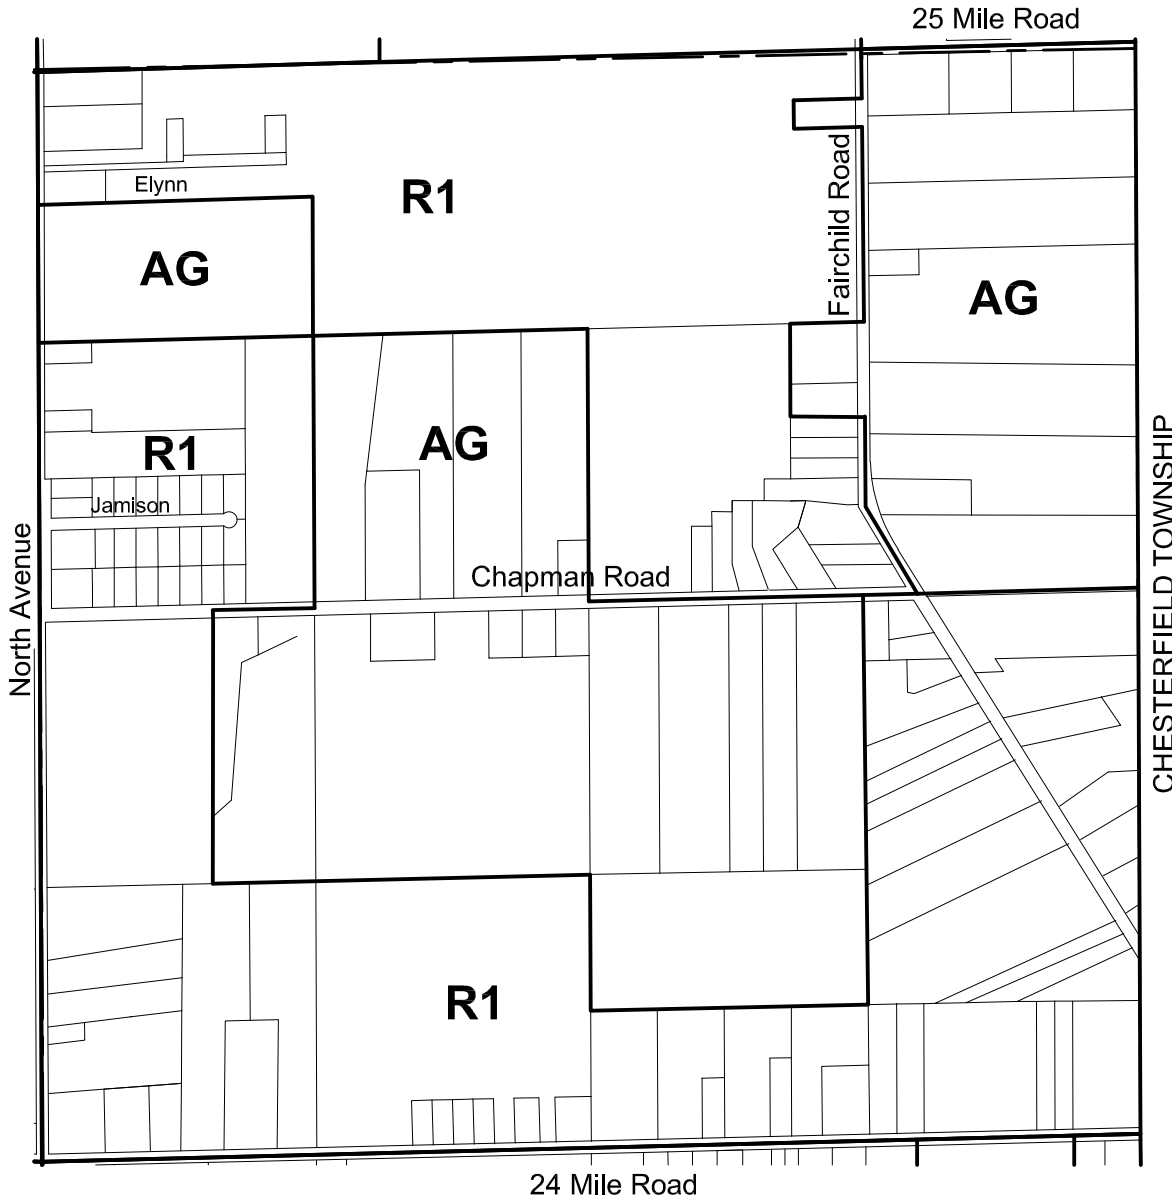 25 Mile Road
Elynn
R1
Fairchild Road
AG
AG
R1
AG
Jamison
Chapman Road
North Avenue
CHESTERFIELD TOWNSHIP
R1
24 Mile Road